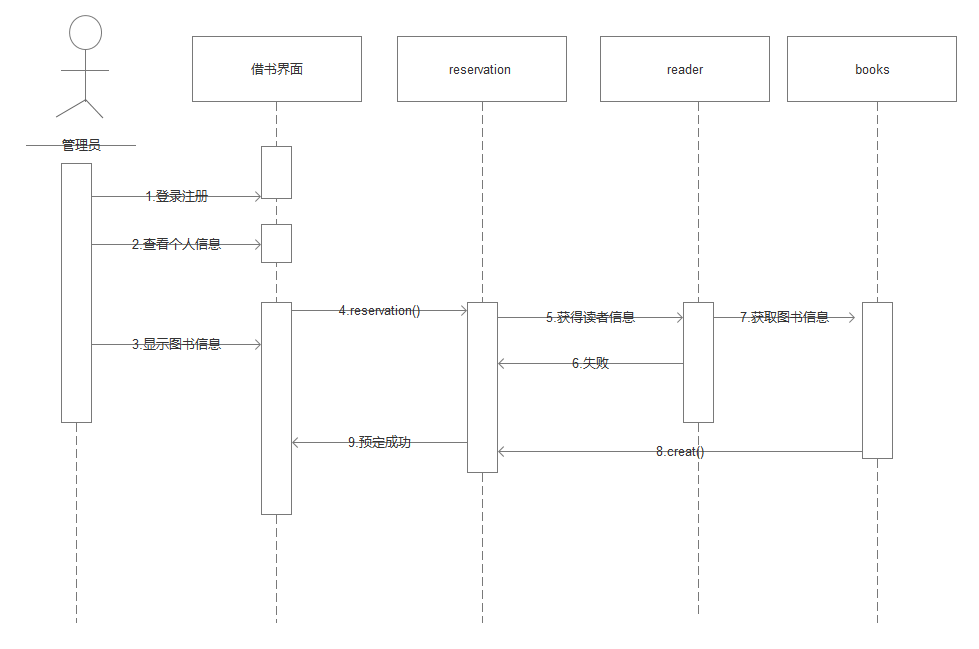 借书界面
reservation
reader
books
管理员
1.登录注册
2.查看个人信息
4.reservation()
5.获得读者信息
7.获取图书信息
3.显示图书信息
6.失败
9.预定成功
8.creat()